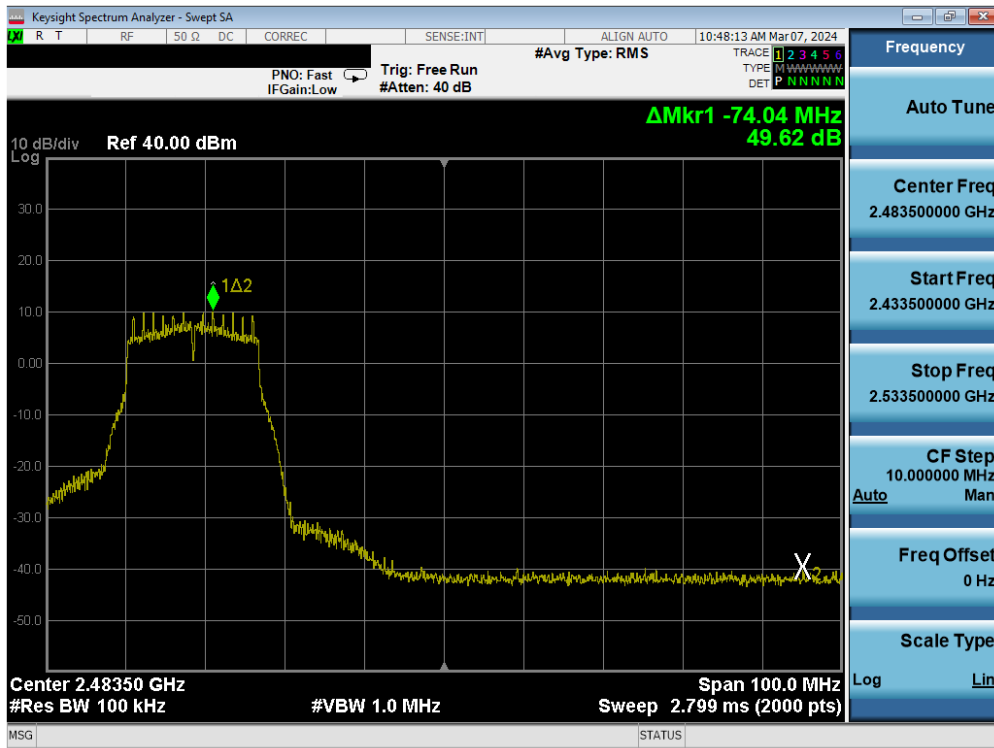 Keysight Spectrum Analyzer - Swept SA
LXI R T RF 50 Ω DC CORREC SENSE:INT ALIGN AUTO 10:48:13 AM Mar 07, 2024
#Avg Type: RMS
TRACE 1 2 3 4 5 6
TYPE M W W W W W
DET P N N N N N
PNO: Fast
IFGain:Low
Trig: Free Run
#Atten: 40 dB
ΔMkr1 -74.04 MHz
49.62 dB
10 dB/div
Log
Ref 40.00 dBm
30.0
20.0
10.0
0.00
-10.0
-20.0
-30.0
-40.0
-50.0
1Δ2
X 2
Center 2.48350 GHz
Span 100.0 MHz
#Res BW 100 kHz
#VBW 1.0 MHz
Sweep 2.799 ms (2000 pts)
MSG
STATUS
Frequency
Auto Tune
Center Freq
2.483500000 GHz
Start Freq
2.433500000 GHz
Stop Freq
2.533500000 GHz
CF Step
10.000000 MHz
Auto Man
Freq Offset
0 Hz
Scale Type
Log Lin